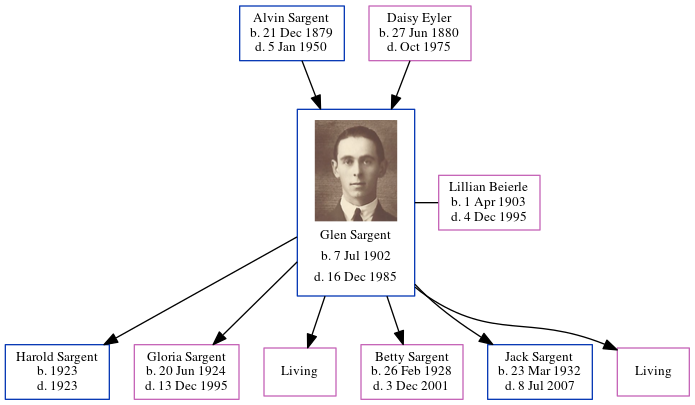 Alvin Sargent
b. 21 Dec 1879
d. 5 Jan 1950
Daisy Eyler
b. 27 Jun 1880
d. Oct 1975
Glen Sargent
b. 7 Jul 1902
d. 16 Dec 1985
Lillian Beierle
b. 1 Apr 1903
d. 4 Dec 1995
Harold Sargent
b. 1923
d. 1923
Gloria Sargent
b. 20 Jun 1924
d. 13 Dec 1995
Living
Betty Sargent
b. 26 Feb 1928
d. 3 Dec 2001
Jack Sargent
b. 23 Mar 1932
d. 8 Jul 2007
Living